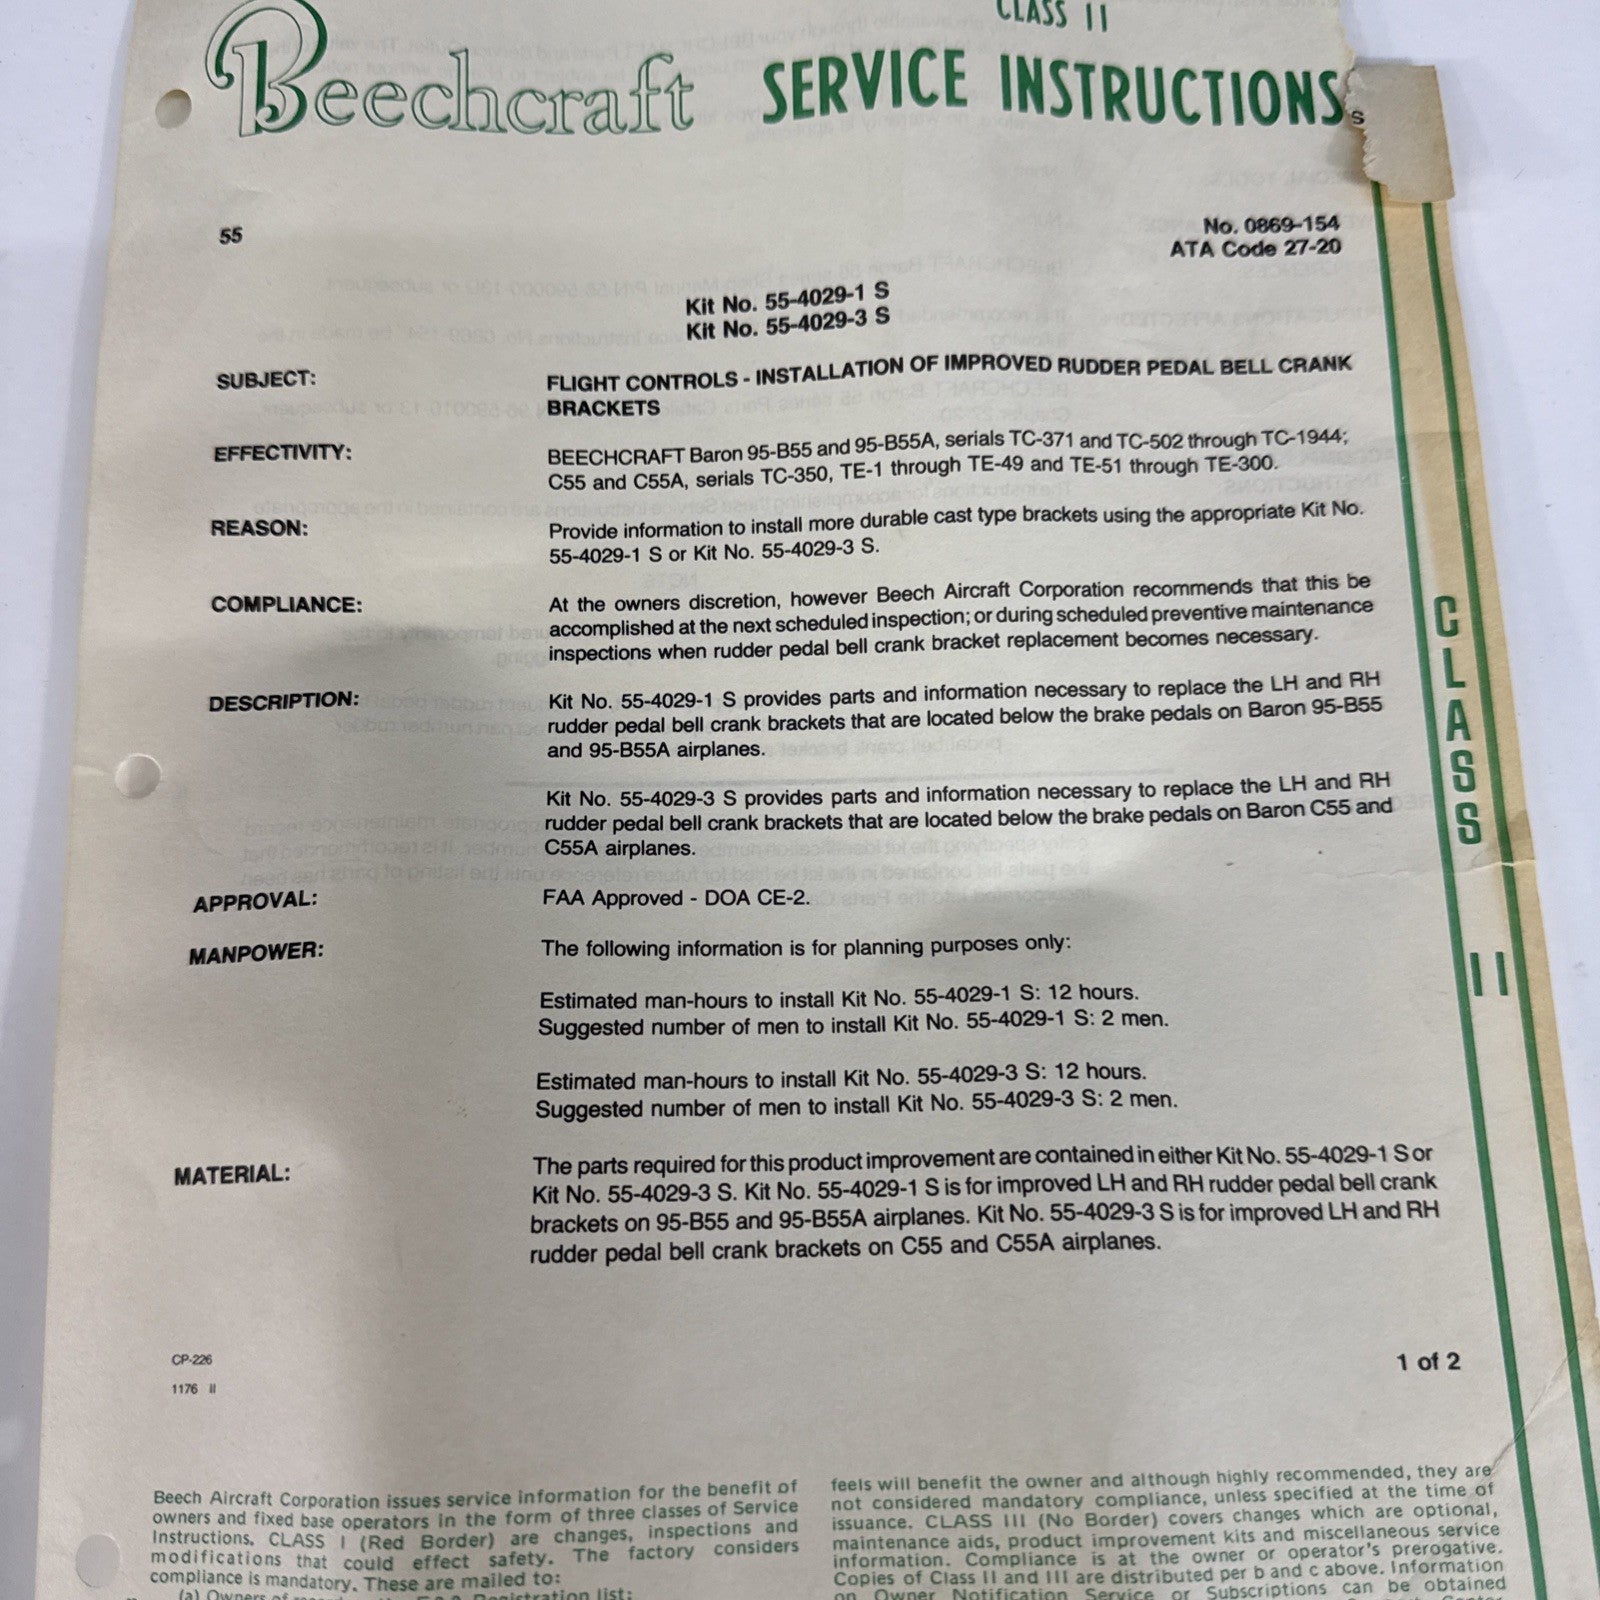 CLASS II
Beechcraft SERVICE INSTRUCTIONS
S
55
No. 0869-154
ATA Code 27-20
Kit No. 55-4029-1 S
Kit No. 55-4029-3 S
SUBJECT: FLIGHT CONTROLS - INSTALLATION OF IMPROVED RUDDER PEDAL BELL CRANK
BRACKETS
EFFECTIVITY: BEECHCRAFT Baron 95-B55 and 95-B55A, serials TC-371 and TC-502 through TC-1944;
C55 and C55A, serials TC-350, TE-1 through TE-49 and TE-51 through TE-300.
REASON: Provide information to install more durable cast type brackets using the appropriate Kit No.
55-4029-1 S or Kit No. 55-4029-3 S.
COMPLIANCE: At the owners discretion, however Beech Aircraft Corporation recommends that this be
accomplished at the next scheduled inspection; or during scheduled preventive maintenance
inspections when rudder pedal bell crank bracket replacement becomes necessary.
DESCRIPTION: Kit No. 55-4029-1 S provides parts and information necessary to replace the LH and RH
rudder pedal bell crank brackets that are located below the brake pedals on Baron 95-B55
and 95-B55A airplanes.
Kit No. 55-4029-3 S provides parts and information necessary to replace the LH and RH
rudder pedal bell crank brackets that are located below the brake pedals on Baron C55 and
C55A airplanes.
APPROVAL: FAA Approved - DOA CE-2.
MANPOWER: The following information is for planning purposes only:
Estimated man-hours to install Kit No. 55-4029-1 S: 12 hours.
Suggested number of men to install Kit No. 55-4029-1 S: 2 men.
Estimated man-hours to install Kit No. 55-4029-3 S: 12 hours.
Suggested number of men to install Kit No. 55-4029-3 S: 2 men.
MATERIAL: The parts required for this product improvement are contained in either Kit No. 55-4029-1 S or
Kit No. 55-4029-3 S. Kit No. 55-4029-1 S is for improved LH and RH rudder pedal bell crank
brackets on 95-B55 and 95-B55A airplanes. Kit No. 55-4029-3 S is for improved LH and RH
rudder pedal bell crank brackets on C55 and C55A airplanes.
CLASS II
CP-226
1176 II
1 of 2
Beech Aircraft Corporation issues service information for the benefit of
owners and fixed base operators in the form of three classes of Service
Instructions. CLASS I (Red Border) are changes, inspections and
modifications that could effect safety. The factory considers
compliance is mandatory. These are mailed to:
(a) Owners of Registration list:
feels will benefit the owner and although highly recommended, they are
not considered mandatory compliance, unless specified at the time of
issuance. CLASS III (No Border) covers changes which are optional,
maintenance aids, product improvement kits and miscellaneous service
information. Compliance is at the owner or operator's prerogative.
Copies of Class II and III are distributed per b and c above. Information
on Owner Notification Service or Subscriptions can be obtained